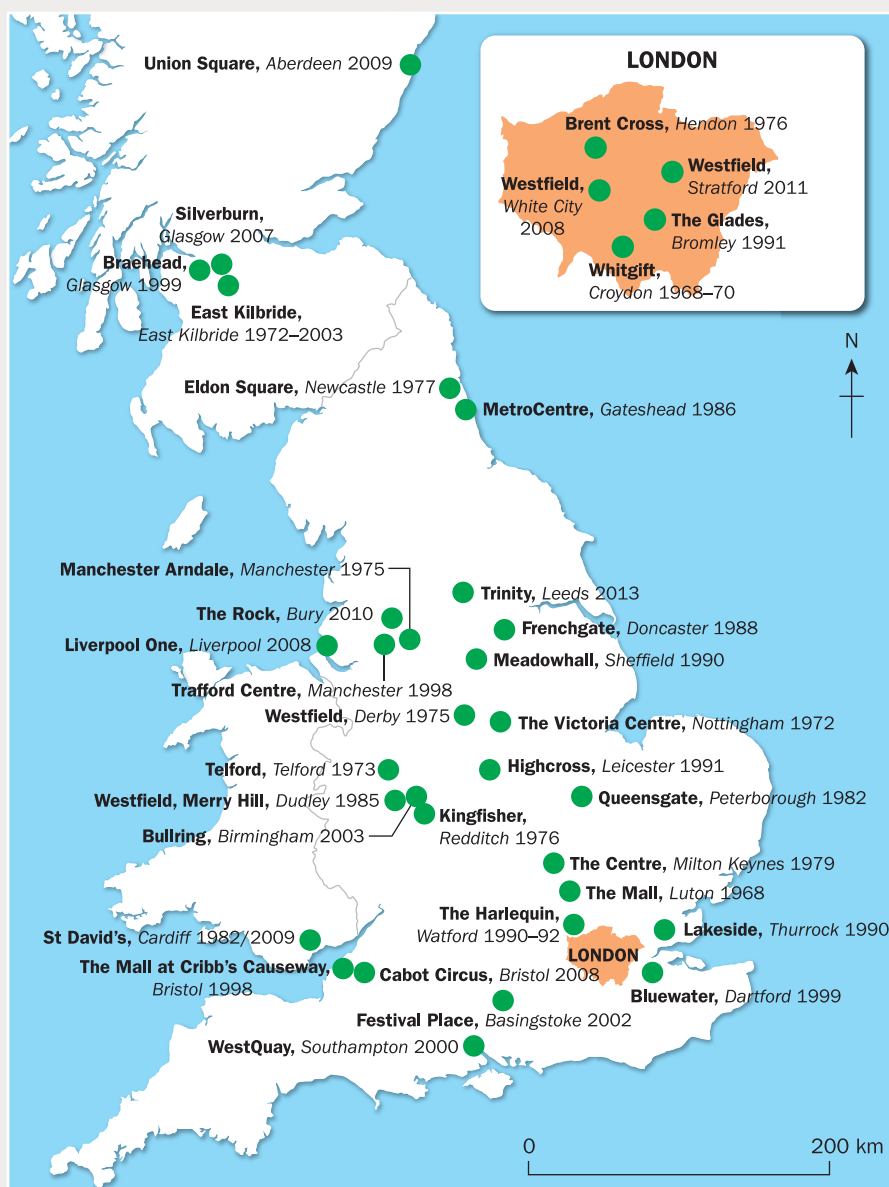 Union Square, Aberdeen 2009
LONDON
Brent Cross, Hendon 1976
Westfield,
Stratford 2011
Westfield,
White City
2008
The Glades,
Bromley 1991
Whitgift,
Croydon 1968–70
Silverburn,
Glasgow 2007
Braehead,
Glasgow 1999
East Kilbride,
East Kilbride 1972–2003
N
Eldon Square, Newcastle 1977
MetroCentre, Gateshead 1986
Manchester Arndale, Manchester 1975
Trinity, Leeds 2013
The Rock, Bury 2010
Frenchgate, Doncaster 1988
Liverpool One, Liverpool 2008
Meadowhall, Sheffield 1990
Trafford Centre, Manchester 1998
Westfield, Derby 1975
The Victoria Centre, Nottingham 1972
Telford, Telford 1973
Highcross, Leicester 1991
Westfield, Merry Hill, Dudley 1985
Queensgate, Peterborough 1982
Bullring, Birmingham 2003
Kingfisher,
Redditch 1976
The Centre, Milton Keynes 1979
The Mall, Luton 1968
The Harlequin,
Watford 1990–92
Lakeside, Thurrock 1990
St David's, Cardiff 1982/2009
LONDON
The Mall at Cribb's Causeway,
Bristol 1998
Cabot Circus, Bristol 2008
Bluewater, Dartford 1999
Festival Place, Basingstoke 2002
WestQuay, Southampton 2000
0 200 km